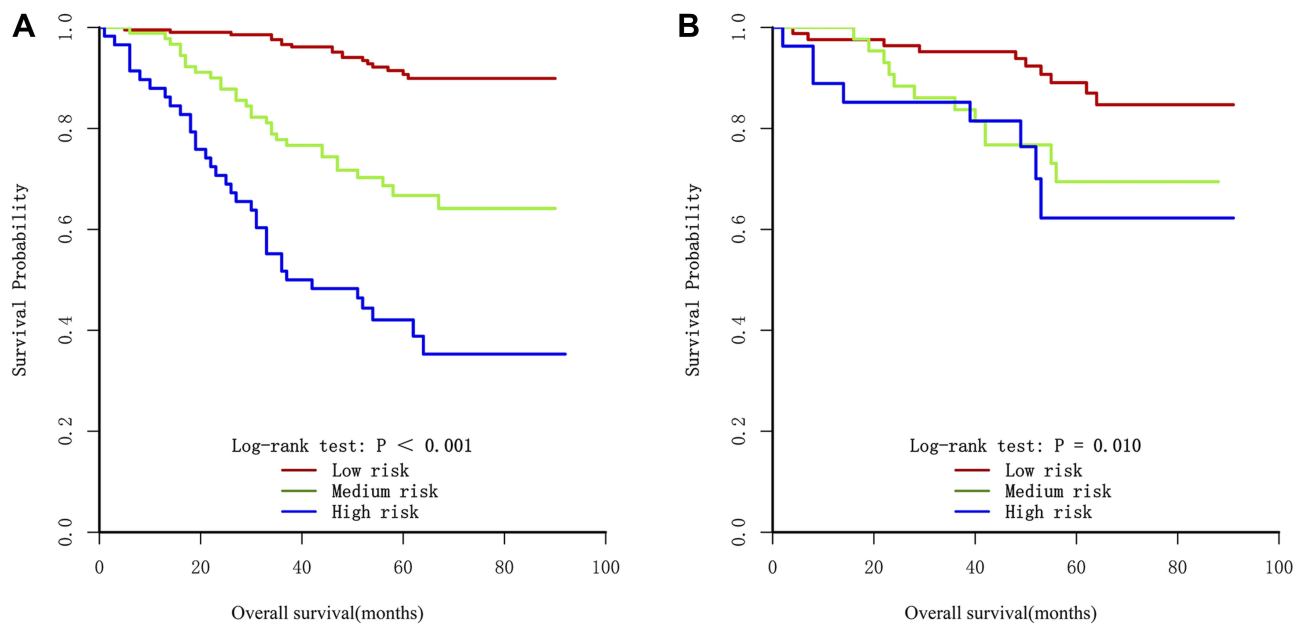 A
Survival Probability
1.0
0.8
0.6
0.4
0.2
0.0
Log-rank test: P < 0.001
Low risk
Medium risk
High risk
0 20 40 60 80 100
Overall survival(months)
B
Survival Probability
1.0
0.8
0.6
0.4
0.2
0.0
Log-rank test: P = 0.010
Low risk
Medium risk
High risk
0 20 40 60 80 100
Overall survival(months)